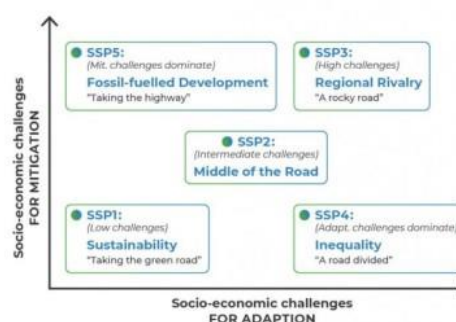 Socio-economic challenges
FOR MITIGATION
SSP5:
(Mit. challenges dominate)
Fossil-fuelled Development
"Taking the highway"
SSP3:
(High challenges)
Regional Rivalry
"A rocky road"
SSP2:
(Intermediate challenges)
Middle of the Road
SSP1:
(Low challenges)
Sustainability
"Taking the green road"
SSP4:
(Adapt. challenges dominate)
Inequality
"A road divided"
Socio-economic challenges
FOR ADAPTION